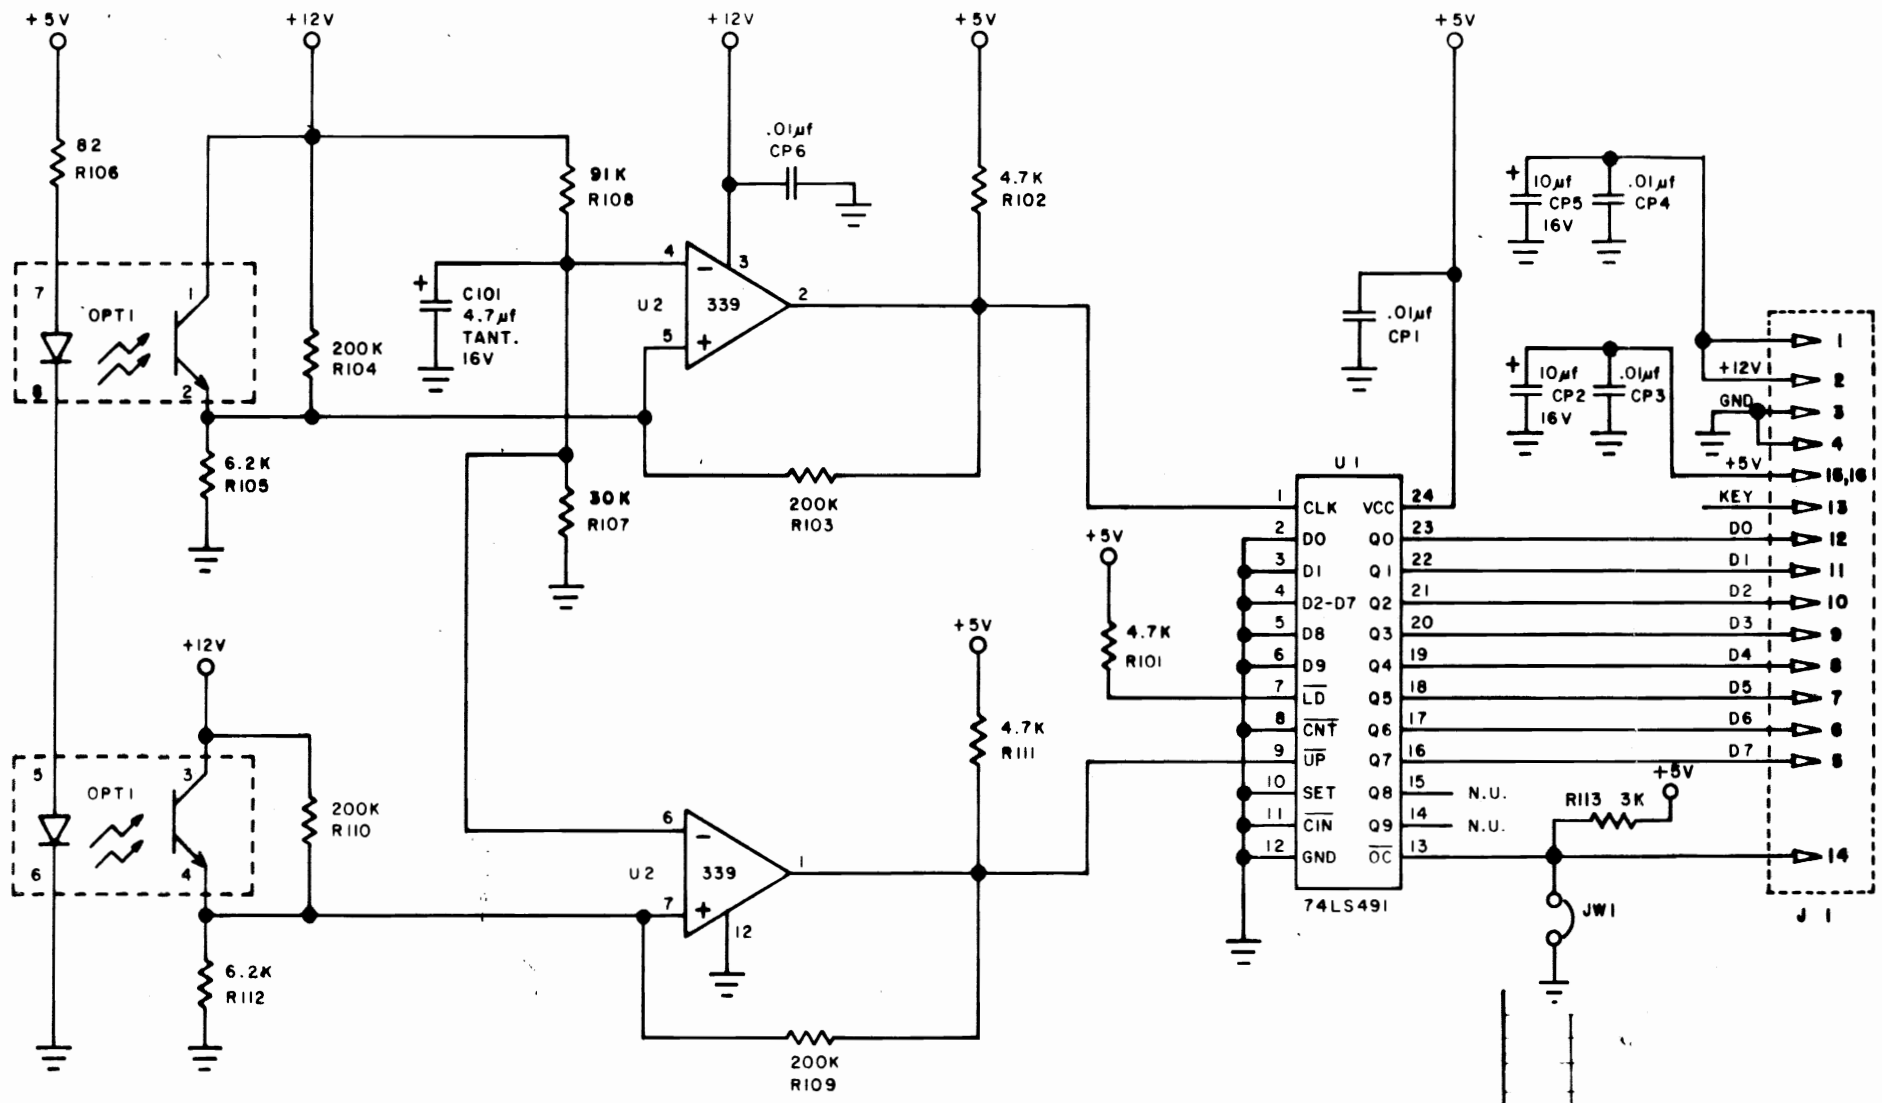 +5V
+12V
+12V
+5V
+5V
82
R106
91K
R108
.01µf
CP6
4.7K
R102
+
10µf
CP5
16V
.01µf
CP4
7
OPT1
1
8
2
200K
R104
+
C101
4.7µf
TANT.
16V
4
−
3
U2
339
2
5
+
.01µf
CP1
+
10µf
CP2
16V
.01µf
CP3
6.2K
R105
30K
R107
200K
R103
+12V
GND
+5V
KEY
D0
D1
D2
D3
D4
D5
D6
D7
1
2
3
4
15,16
13
12
11
10
9
8
7
6
5
14
J1
U1
1 CLK VCC 24
2 D0 Q0 23
3 D1 Q1 22
4 D2-D7 Q2 21
5 D8 Q3 20
6 D9 Q4 19
7 LD Q5 18
8 CNT Q6 17
9 UP Q7 16
10 SET Q8 15 N.U.
11 CIN Q9 14 N.U.
12 GND OC 13
74LS491
+5V
4.7K
R101
+5V
R113 3K
JW1
+12V
5
OPT1
3
6
4
200K
R110
6.2K
R112
+5V
4.7K
R111
6
−
U2
339
1
7
+
12
200K
R109